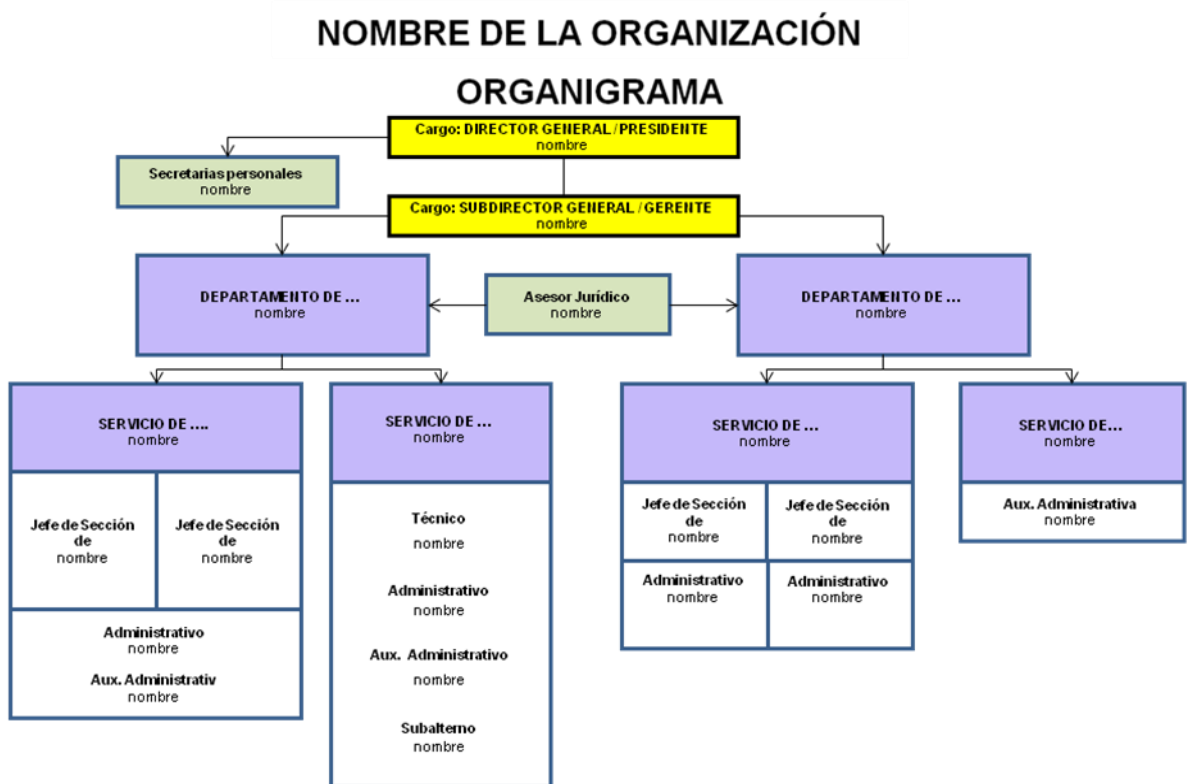 NOMBRE DE LA ORGANIZACIÓN
ORGANIGRAMA
Cargo: DIRECTOR GENERAL / PRESIDENTE
nombre
Secretarias personales
nombre
Cargo: SUBDIRECTOR GENERAL / GERENTE
nombre
DEPARTAMENTO DE ...
nombre
Asesor Jurídico
nombre
DEPARTAMENTO DE ...
nombre
SERVICIO DE ....
nombre
Jefe de Sección
de
nombre
Jefe de Sección
de
nombre
Administrativo
nombre
Aux. Administrativ
nombre
SERVICIO DE ...
nombre
Técnico
nombre
Administrativo
nombre
Aux. Administrativo
nombre
Subalterno
nombre
SERVICIO DE ...
nombre
Jefe de Sección
de
nombre
Jefe de Sección
de
nombre
Administrativo
nombre
Administrativo
nombre
SERVICIO DE...
nombre
Aux. Administrativa
nombre